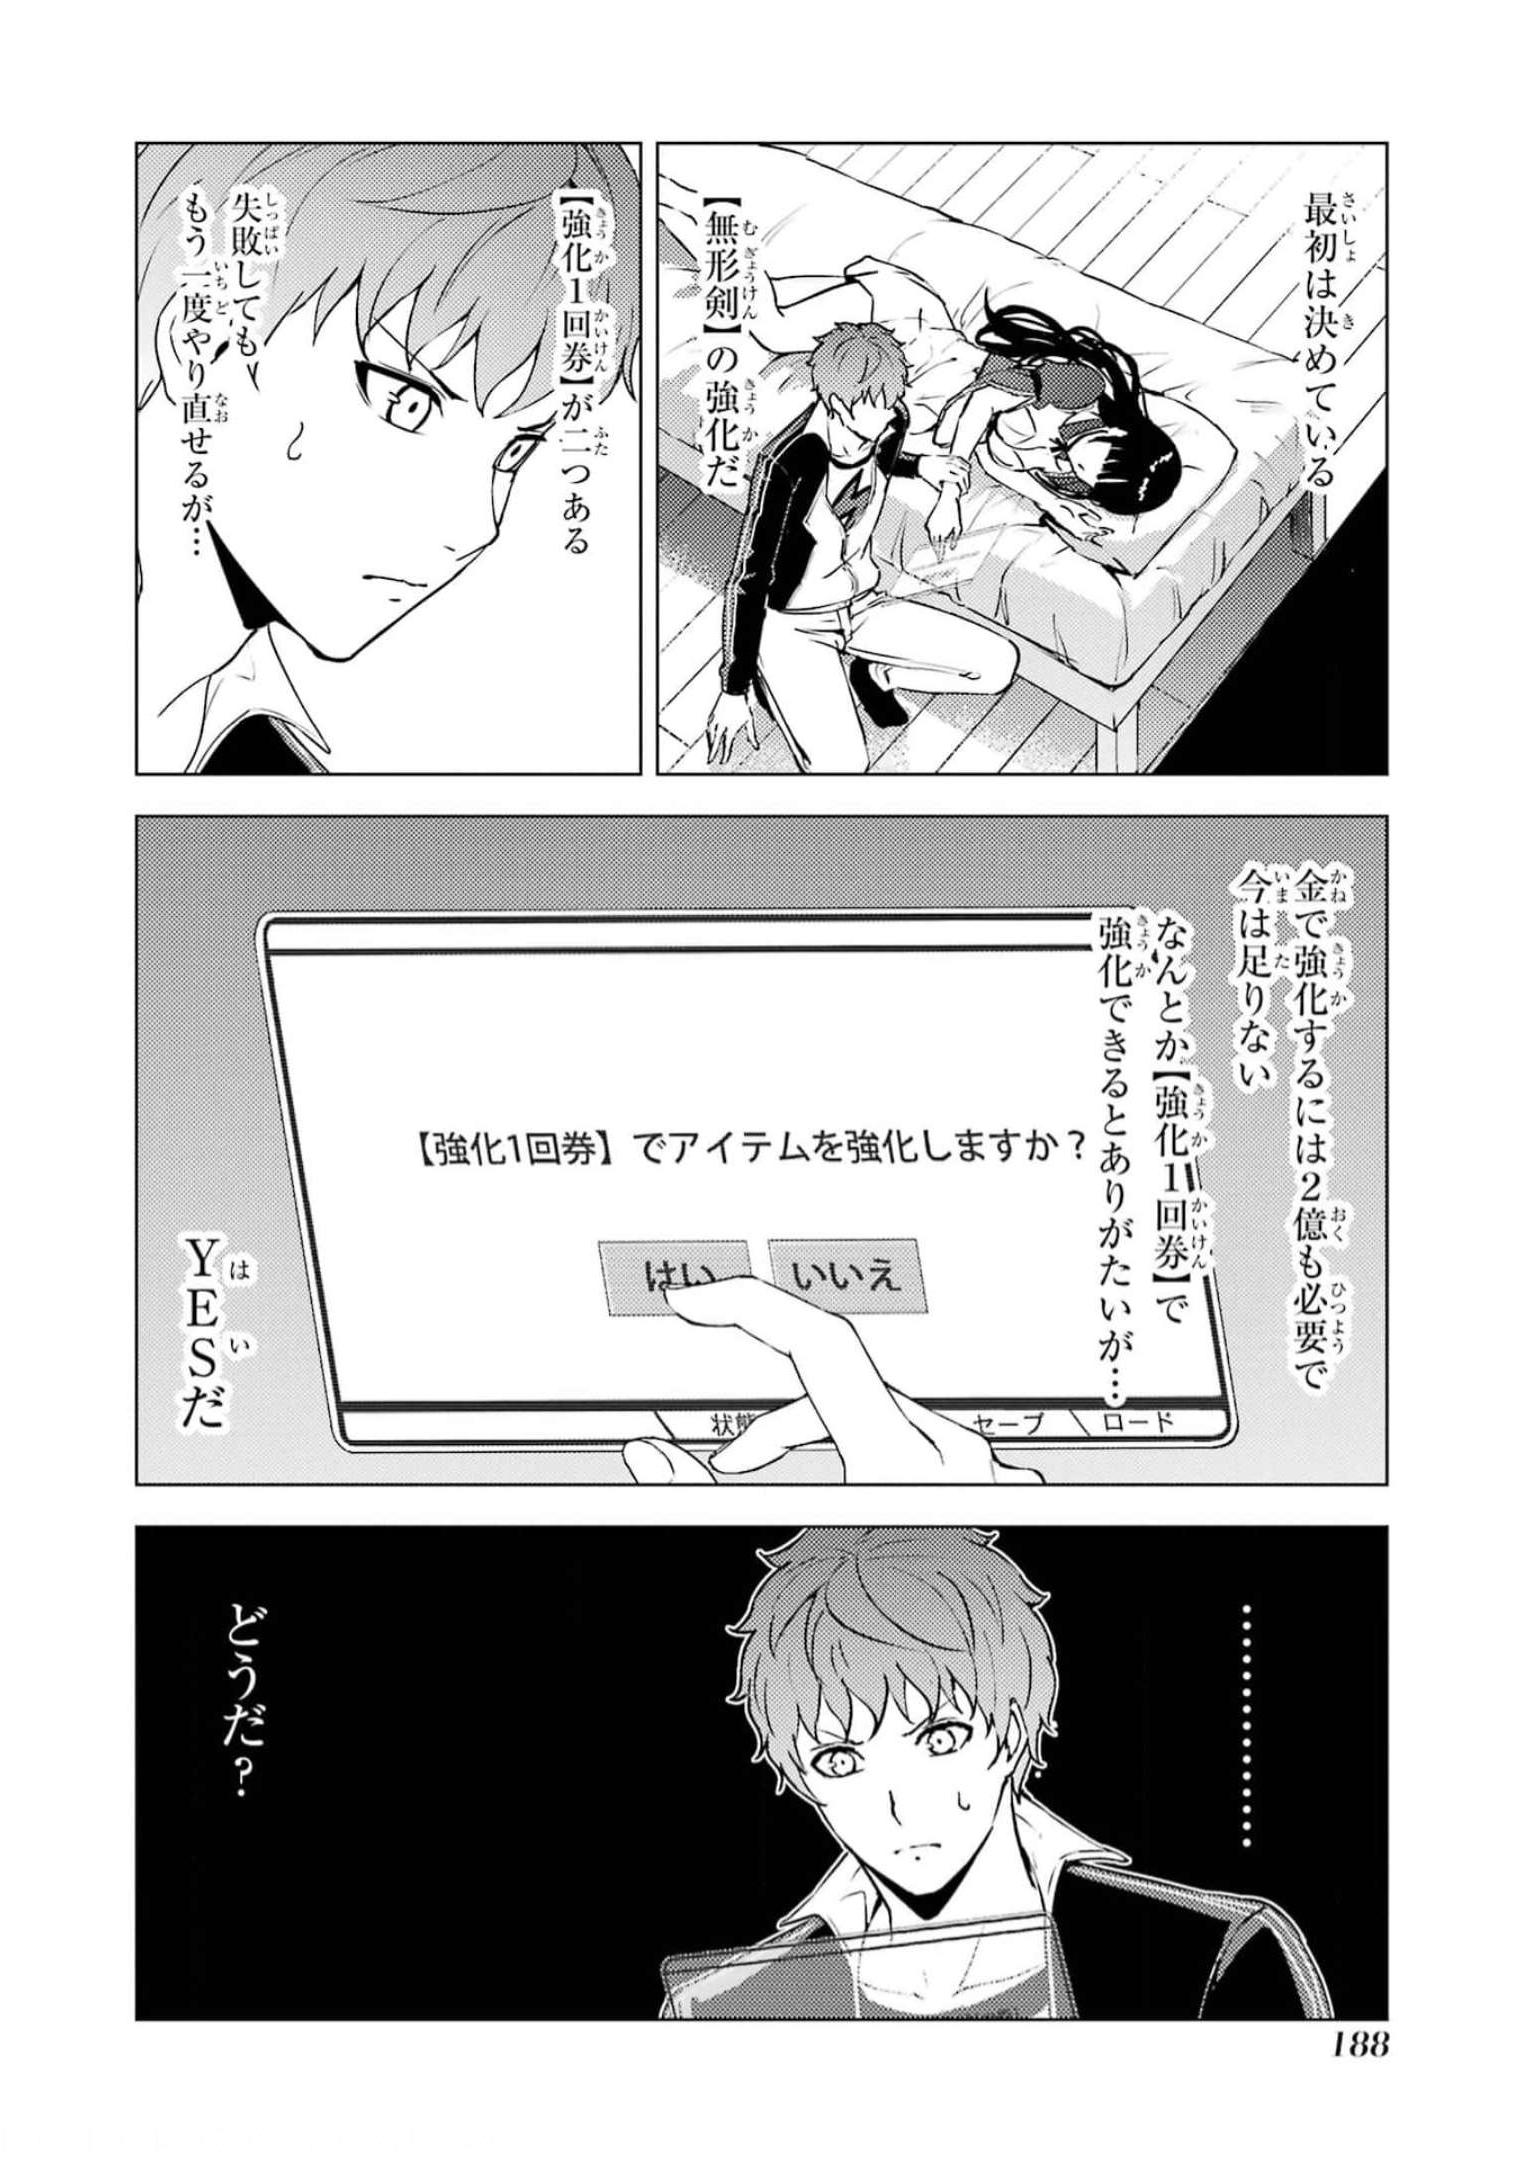 最初は決めている
【無形剣】の強化だ
【強化1回券】が二つある
失敗しても
もう一度やり直せるが…
金で強化するには2億も必要で
今は足りない
なんとか【強化1回券】で
強化できるとありがたいが…
【強化1回券】でアイテムを強化しますか？
はい
いいえ
状態
セーブ
ロード
YESだ
はい
…………
どうだ？
188